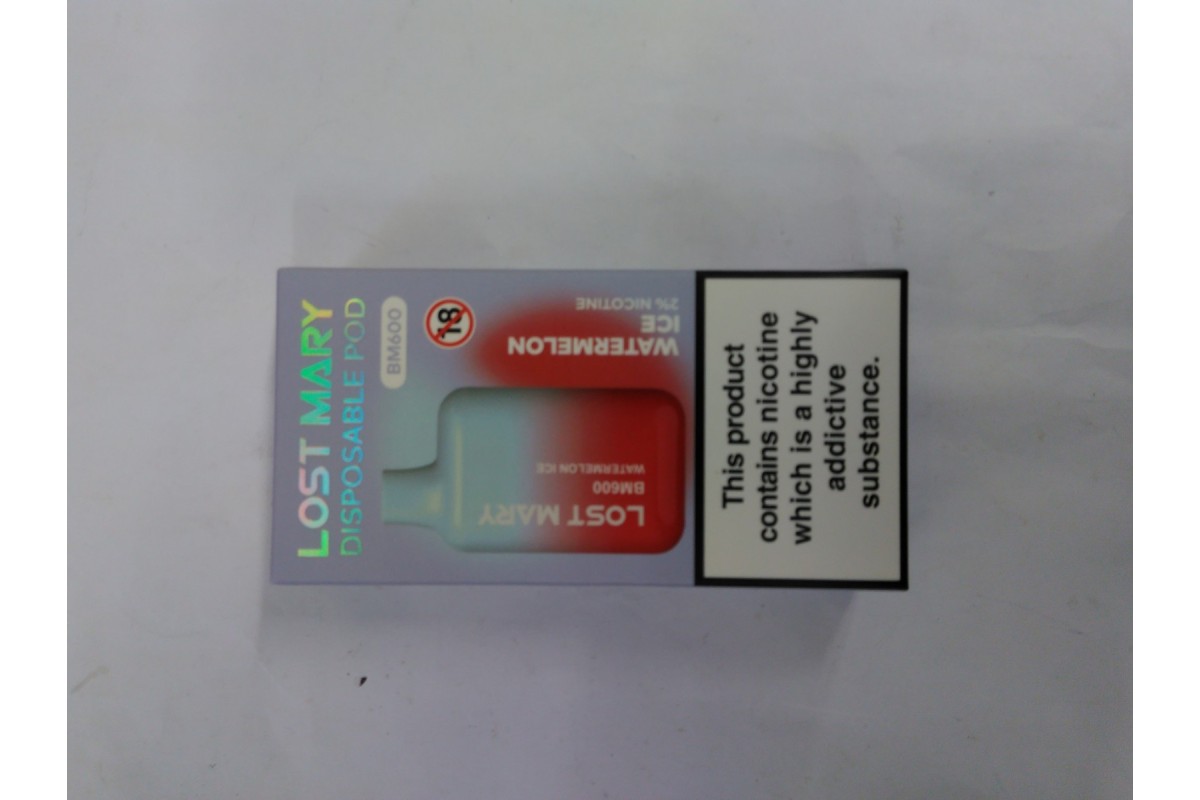 LOST MARY
DISPOSABLE POD
BM600
18
WATERMELON
ICE
2% NICOTINE
LOST MARY
BM600
WATERMELON ICE
This product
contains nicotine
which is a highly
addictive
substance.